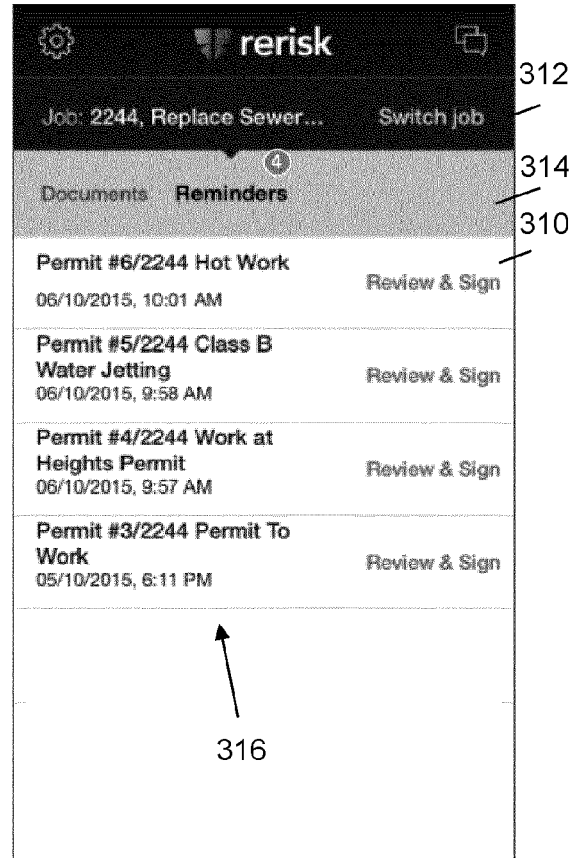 rerisk
312
Job: 2244, Replace Sewer... Switch job
4
314
Documents Reminders
310
Permit #6/2244 Hot Work
Review & Sign
06/10/2015, 10:01 AM
Permit #5/2244 Class B
Water Jetting
Review & Sign
06/10/2015, 9:58 AM
Permit #4/2244 Work at
Heights Permit
Review & Sign
06/10/2015, 9:57 AM
Permit #3/2244 Permit To
Work
Review & Sign
05/10/2015, 6:11 PM
316